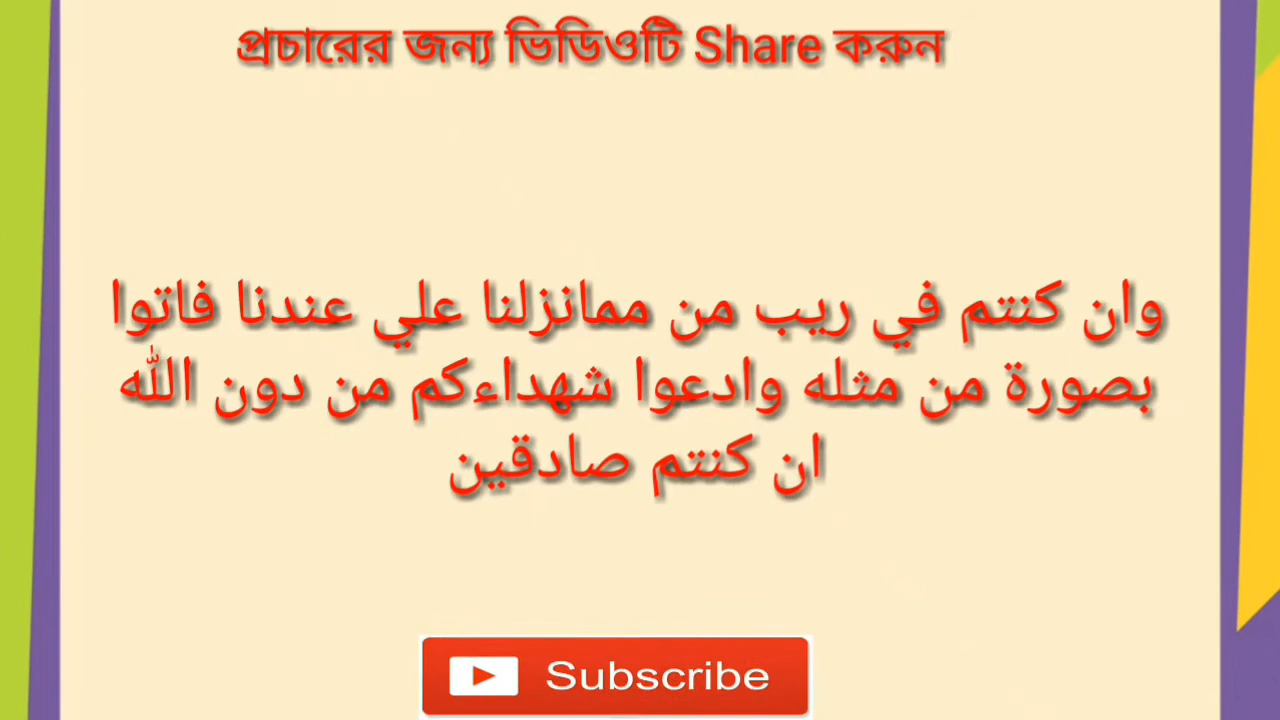 প্রচারের জন্য ভিডিওটি Share করুন
وان كنتم في ريب من ممانزلنا علي عندنا فاتوا
بصورة من مثله وادعوا شهداءكم من دون الله
ان كنتم صادقين
Subscribe